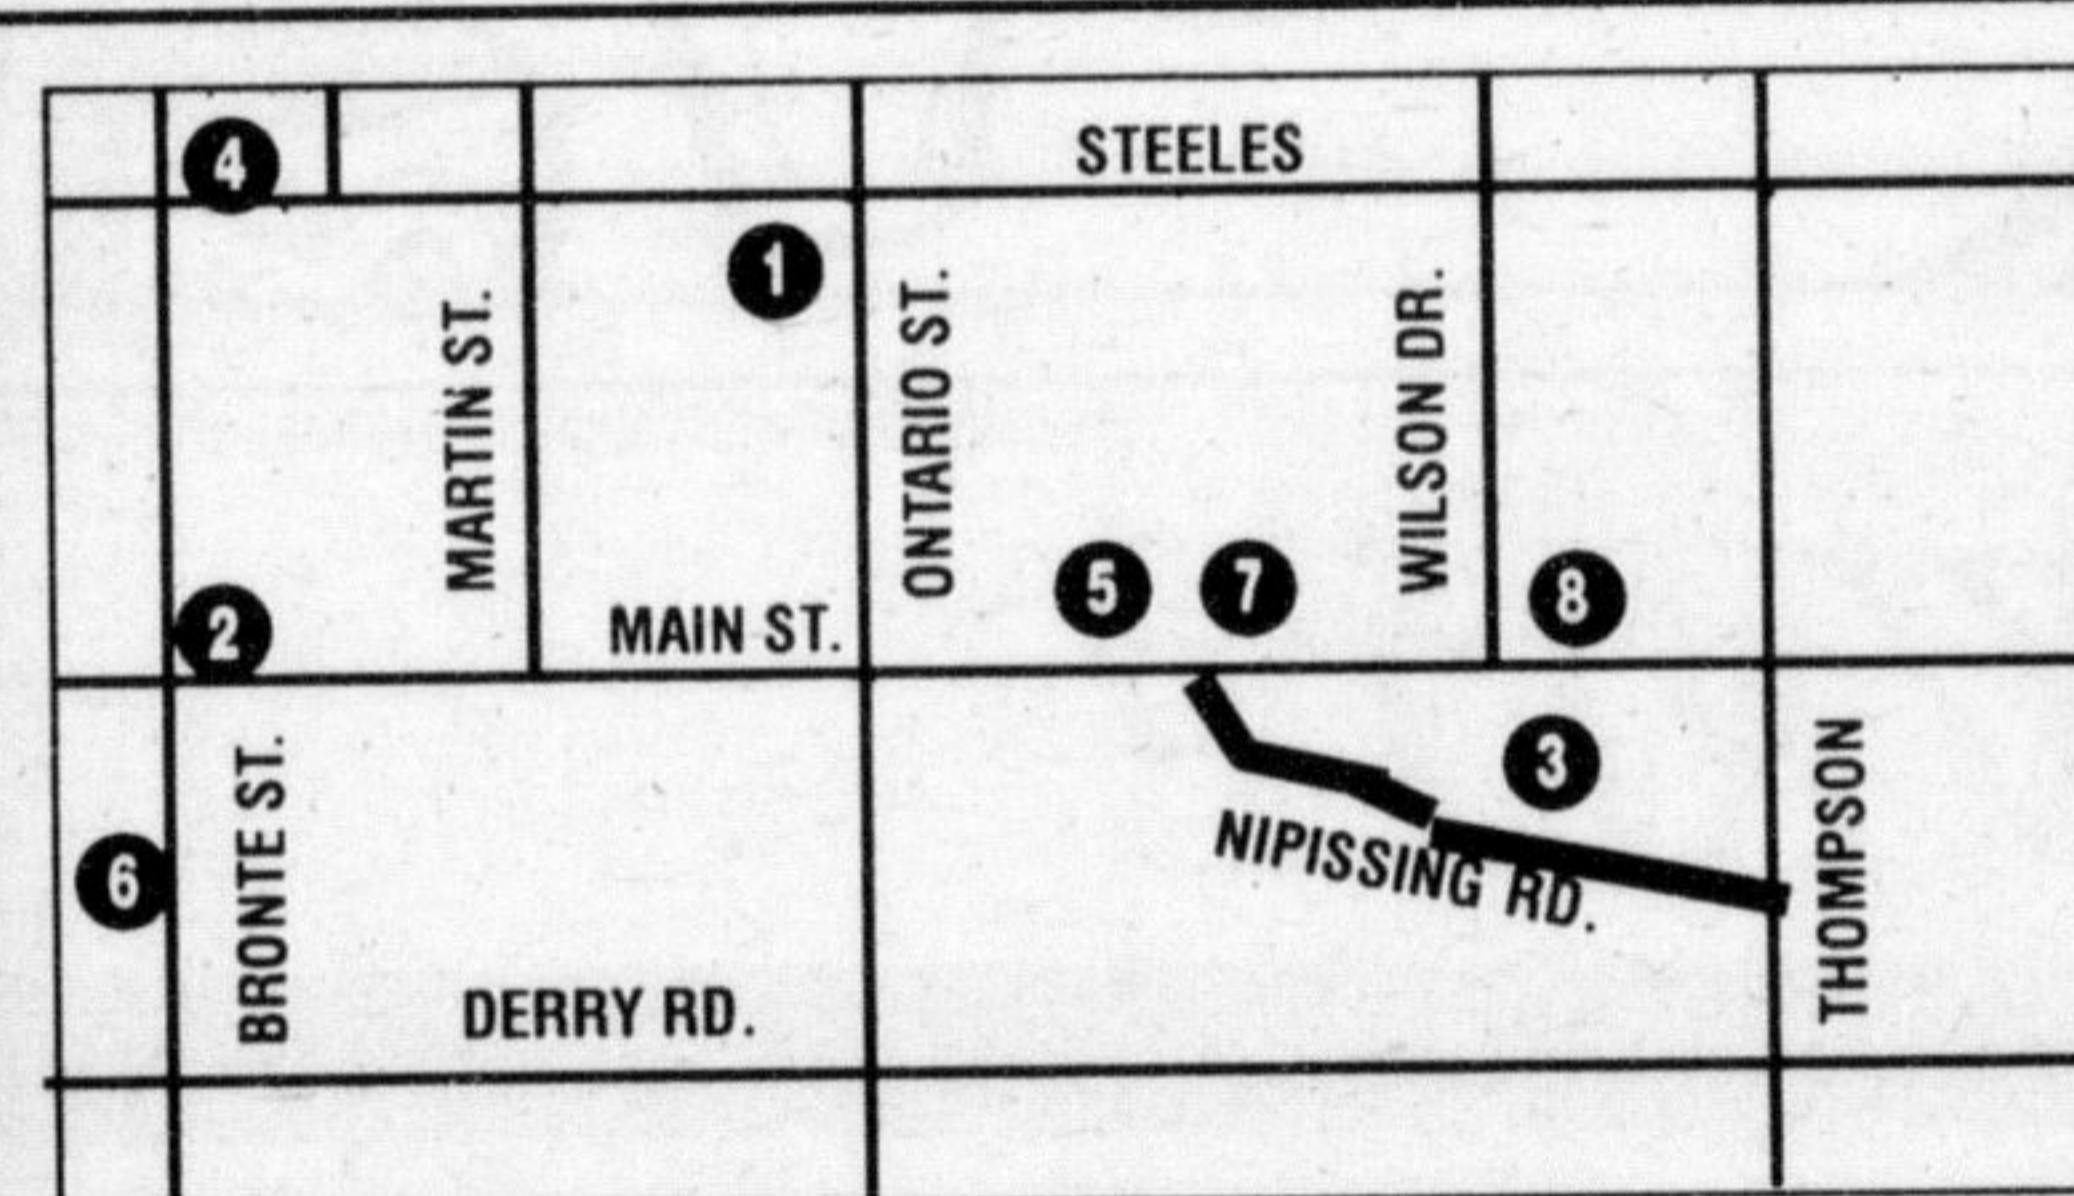 4
STEELES
1
MARTIN ST.
ONTARIO ST.
WILSON DR.
5
7
8
2
MAIN ST.
3
NIPISSING RD.
THOMPSON
6
BRONTE ST.
DERRY RD.